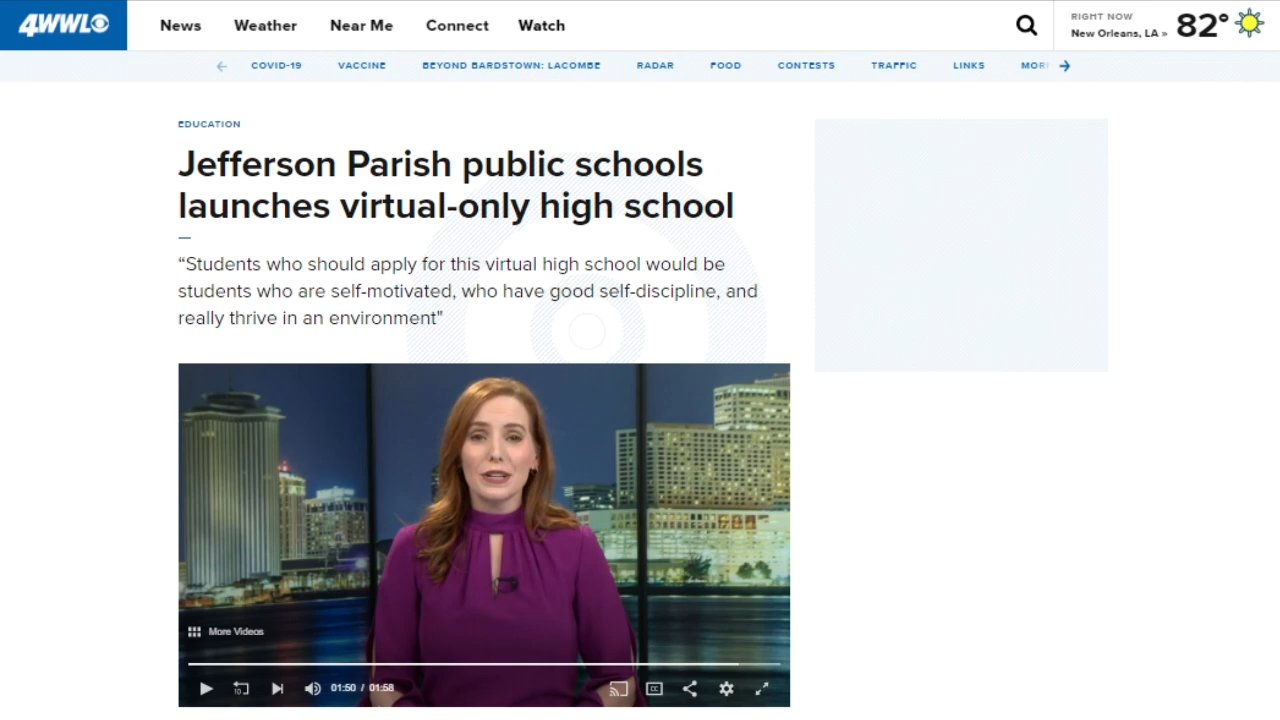 4WWL
News
Weather
Near Me
Connect
Watch
RIGHT NOW
New Orleans, LA »
82°
COVID-19
VACCINE
BEYOND BARDSTOWN: LACOMBE
RADAR
FOOD
CONTESTS
TRAFFIC
LINKS
EDUCATION
Jefferson Parish public schools
launches virtual-only high school
“Students who should apply for this virtual high school would be
students who are self-motivated, who have good self-discipline, and
really thrive in an environment"
More Videos
10
01:50 / 01:58
CC